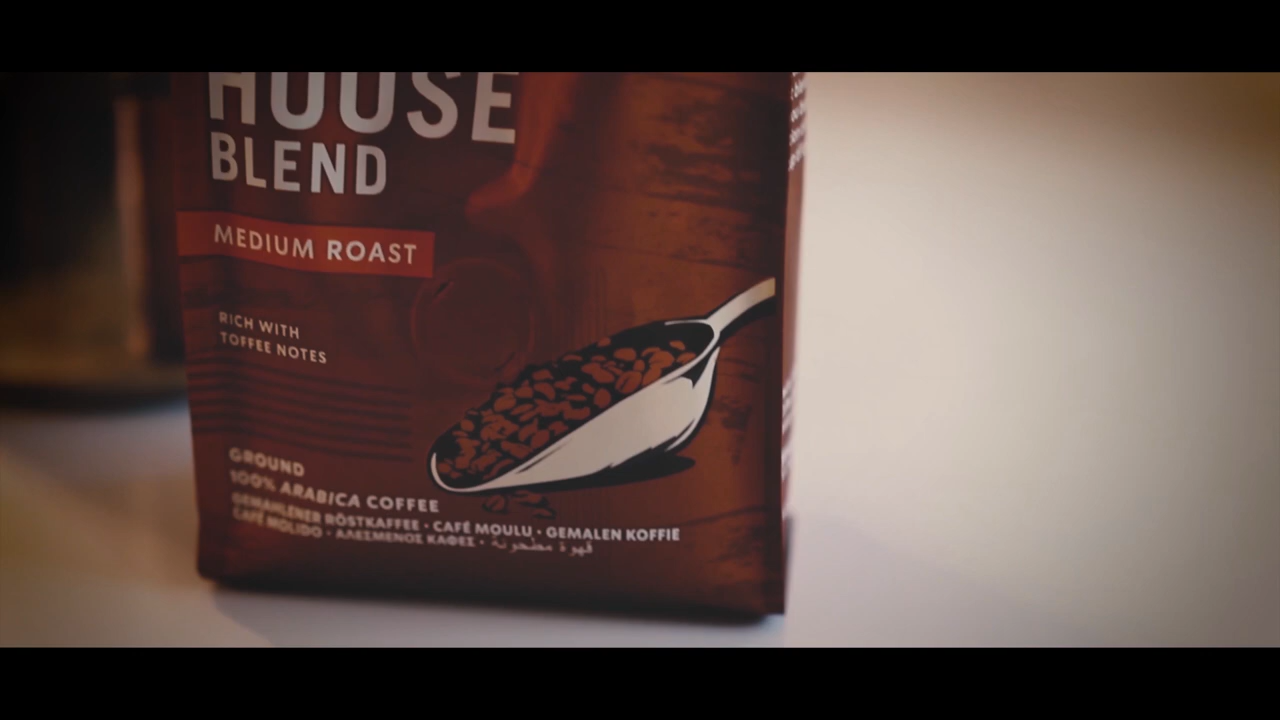 HOUSE
BLEND
MEDIUM ROAST
RICH WITH
TOFFEE NOTES
GROUND
100% ARABICA COFFEE
GEMAHLENER RÖSTKAFFEE · CAFÉ MOULU · GEMALEN KOFFIE
CAFÉ MOLIDO · ΑΛΕΣΜΕΝΟΣ ΚΑΦΕΣ · قهوة مطحونة